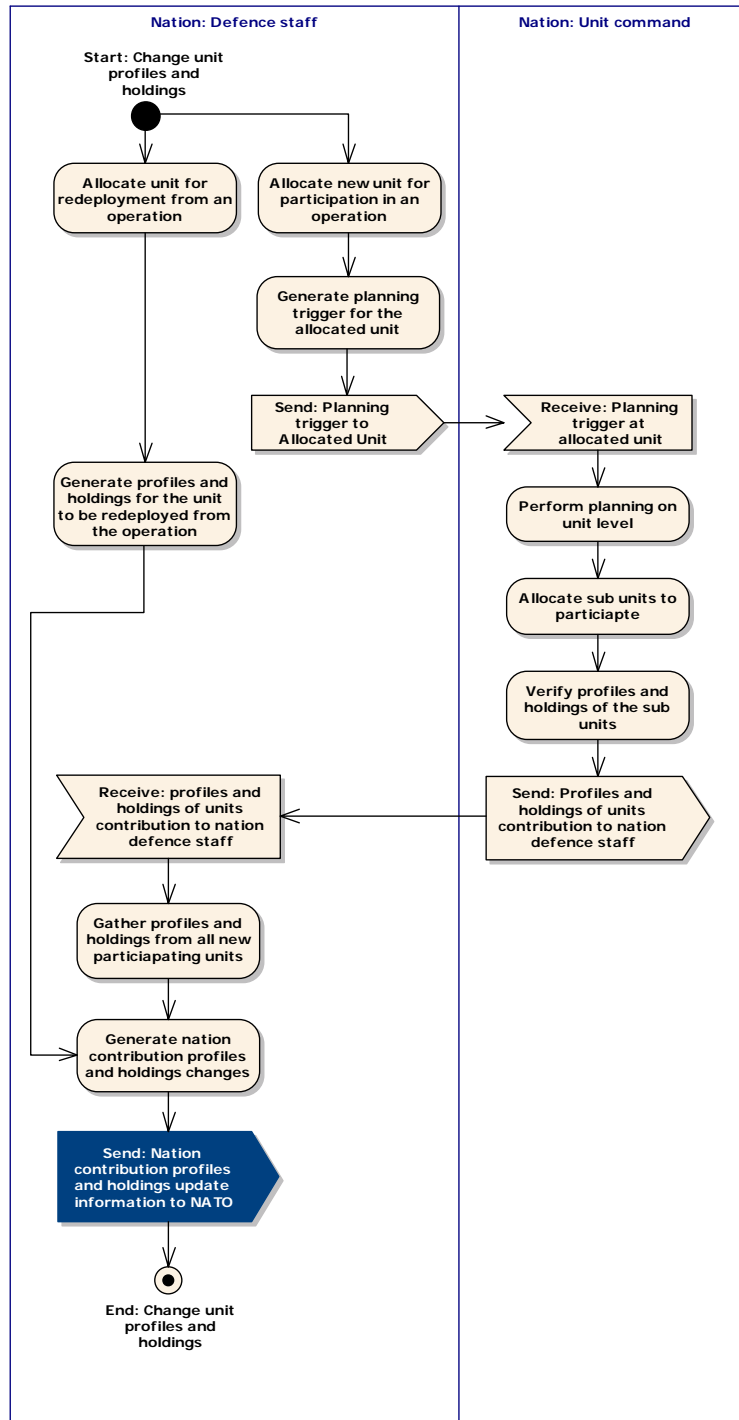 Nation: Defence staff
Nation: Unit command
Start: Change unit
profiles and
holdings
Allocate unit for
redeployment from an
operation
Allocate new unit for
participation in an
operation
Generate planning
trigger for the
allocated unit
Send: Planning
trigger to
Allocated Unit
Receive: Planning
trigger at
allocated unit
Generate profiles and
holdings for the unit
to be redeployed from
the operation
Perform planning on
unit level
Allocate sub units to
particiapte
Verify profiles and
holdings of the sub
units
Send: Profiles and
holdings of units
contribution to nation
defence staff
Receive: profiles and
holdings of units
contribution to nation
defence staff
Gather profiles and
holdings from all new
particiapating units
Generate nation
contribution profiles
and holdings changes
Send: Nation
contribution profiles
and holdings update
information to NATO
End: Change unit
profiles and
holdings